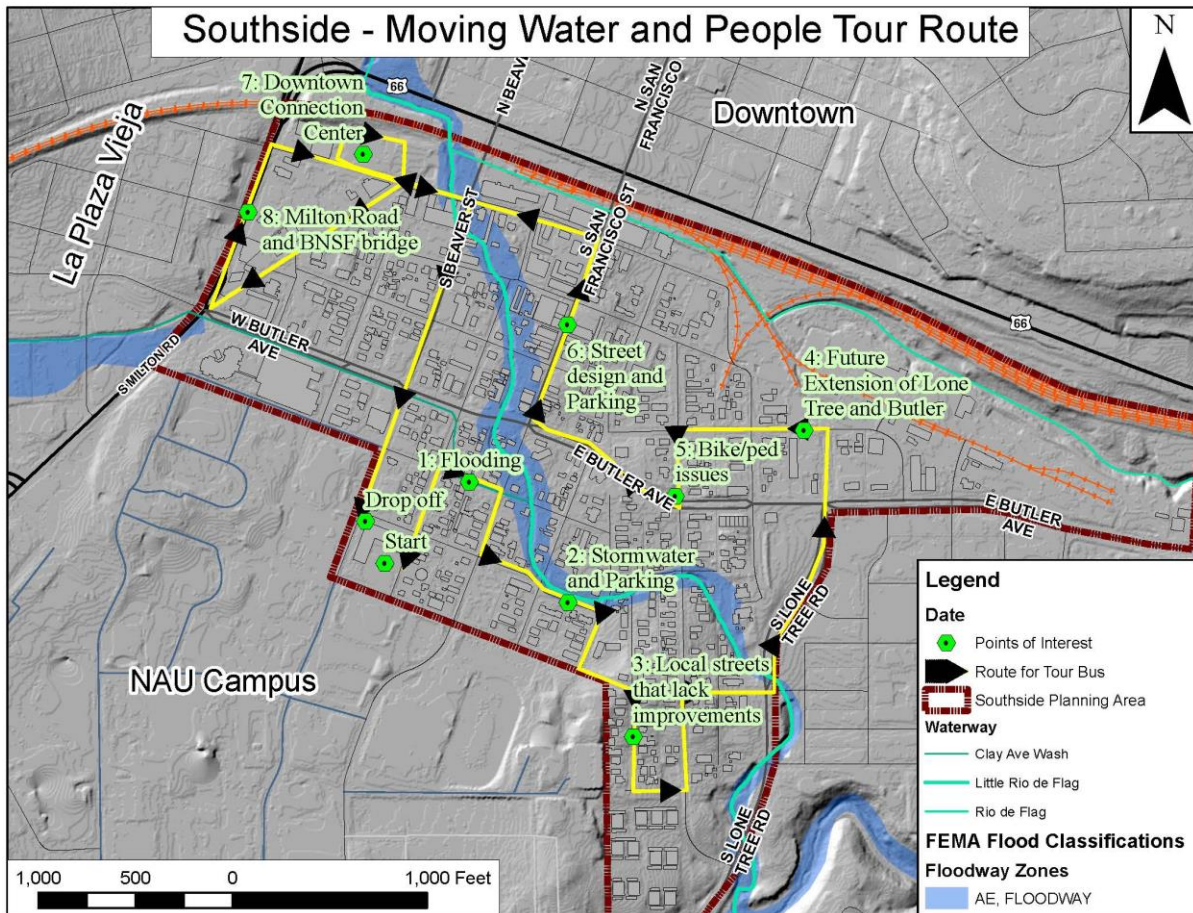 Southside - Moving Water and People Tour Route
N
7: Downtown
Connection
Center
66
N BEAVE
N SAN
FRANCISCO ST
Downtown
La Plaza Vieja
8: Milton Road
and BNSF bridge
S BEAVER ST
S SAN
FRANCISCO ST
66
W BUTLER
AVE
S MILTON RD
6: Street
design and
Parking
4: Future
Extension of Lone
Tree and Butler
1: Flooding
5: Bike/ped
issues
E BUTLER AVE
Drop off
Start
E BUTLER
AVE
2: Stormwater
and Parking
S LONE
TREE RD
NAU Campus
3: Local streets
that lack
improvements
S LONE
TREE RD
Legend
Date
Points of Interest
Route for Tour Bus
Southside Planning Area
Waterway
Clay Ave Wash
Little Rio de Flag
Rio de Flag
FEMA Flood Classifications
Floodway Zones
AE, FLOODWAY
1,000 500 0 1,000 Feet